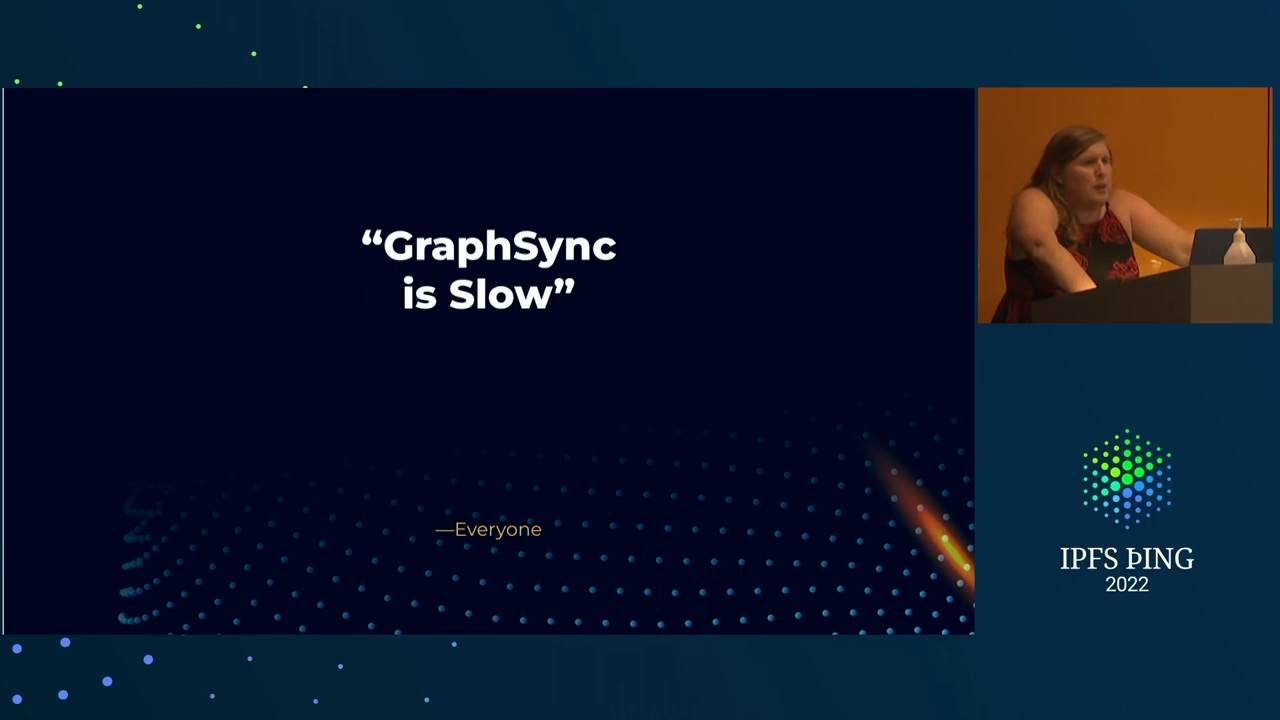 “GraphSync
is Slow”
—Everyone
IPFS ÞING
2022